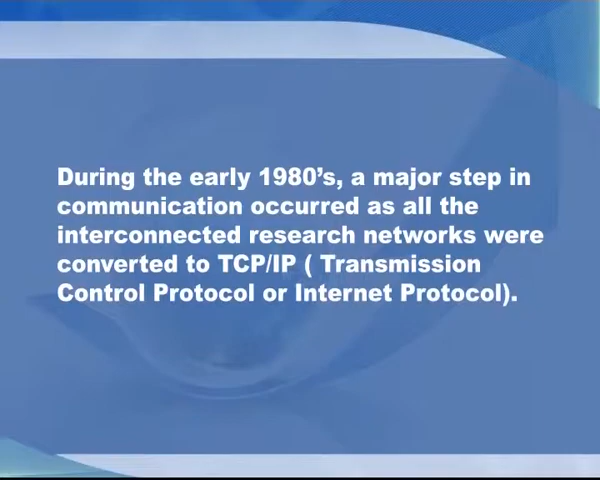 During the early 1980’s, a major step in
communication occurred as all the
interconnected research networks were
converted to TCP/IP ( Transmission
Control Protocol or Internet Protocol).